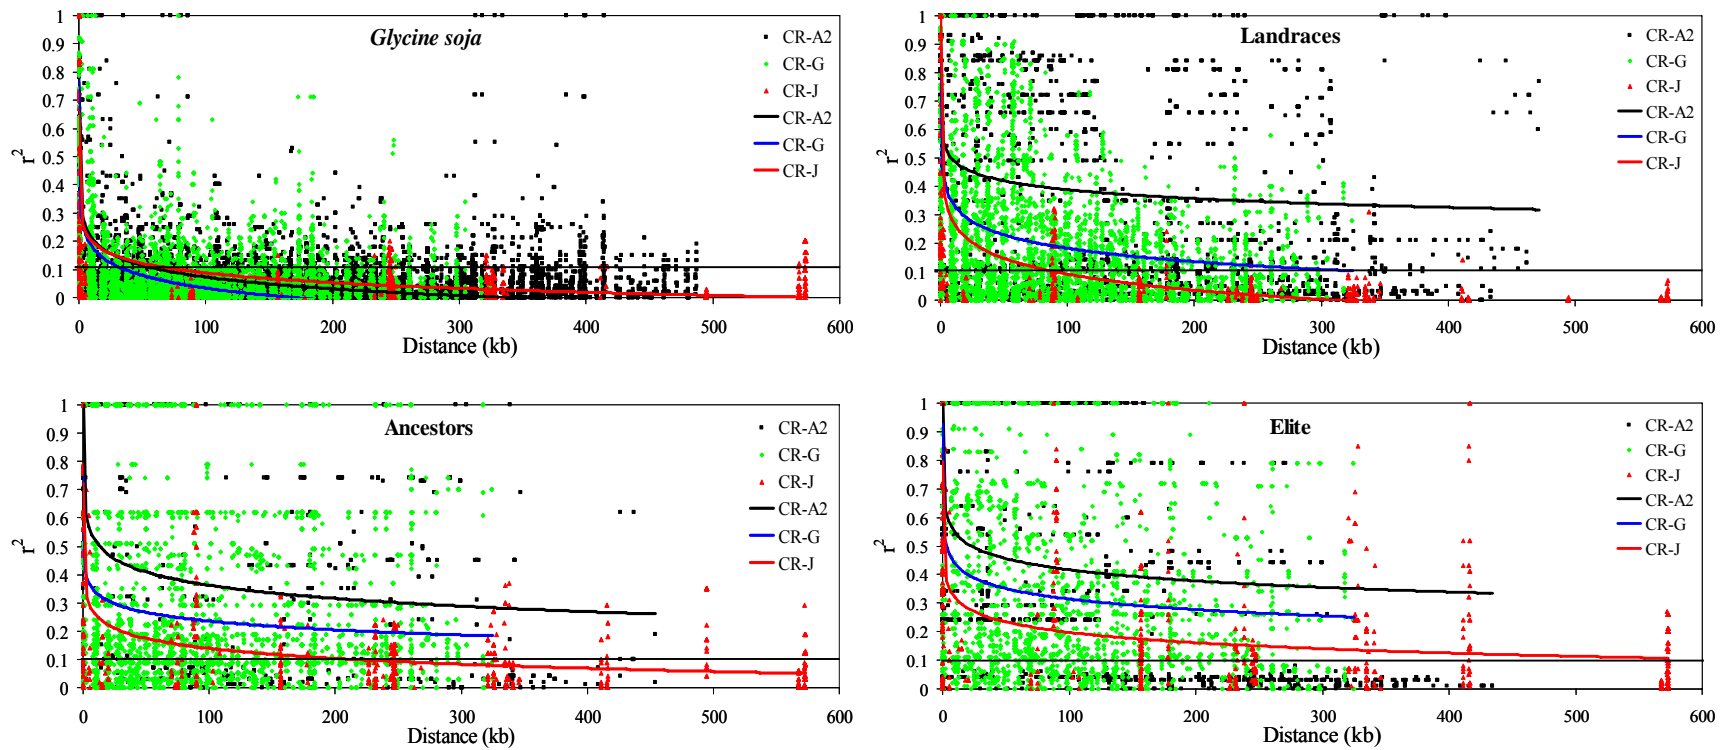 Glycine soja
r²
1
0.9
0.8
0.7
0.6
0.5
0.4
0.3
0.2
0.1
0
0 100 200 300 400 500 600
Distance (kb)
CR-A2
CR-G
CR-J
CR-A2
CR-G
CR-J
Landraces
r²
1
0.9
0.8
0.7
0.6
0.5
0.4
0.3
0.2
0.1
0
0 100 200 300 400 500 600
Distance (kb)
CR-A2
CR-G
CR-J
CR-A2
CR-G
CR-J
Ancestors
r²
1
0.9
0.8
0.7
0.6
0.5
0.4
0.3
0.2
0.1
0
0 100 200 300 400 500 600
Distance (kb)
CR-A2
CR-G
CR-J
CR-A2
CR-G
CR-J
Elite
r²
1
0.9
0.8
0.7
0.6
0.5
0.4
0.3
0.2
0.1
0
0 100 200 300 400 500 600
Distance (kb)
CR-A2
CR-G
CR-J
CR-A2
CR-G
CR-J